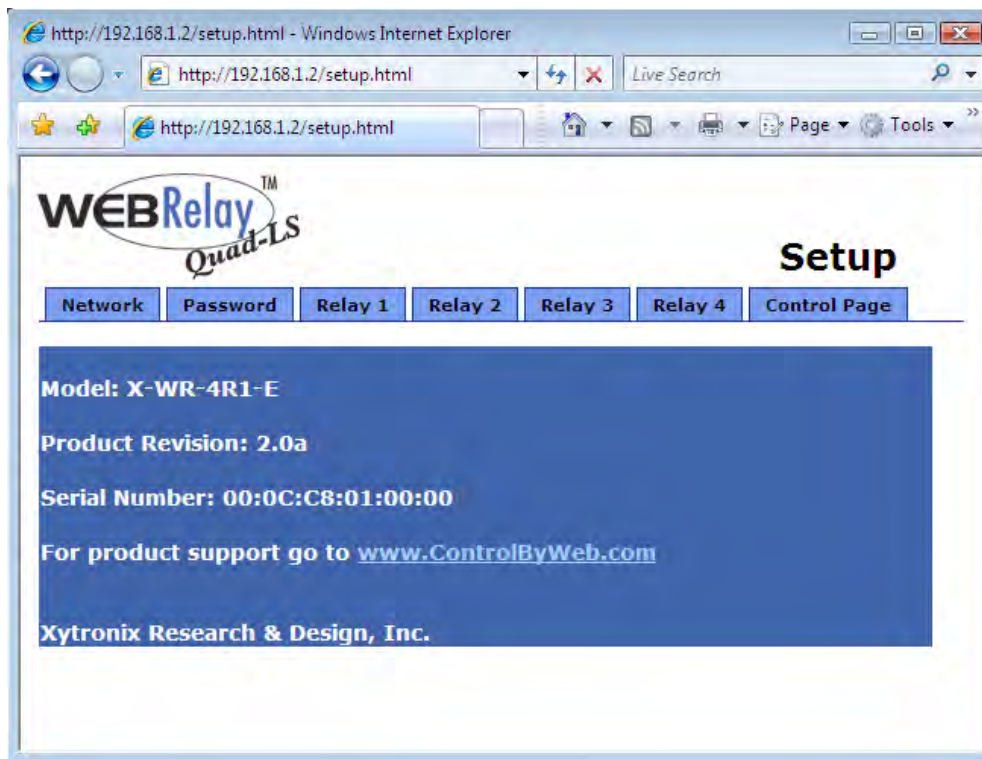 http://192.168.1.2/setup.html - Windows Internet Explorer
http://192.168.1.2/setup.html
Live Search
http://192.168.1.2/setup.html
Page
Tools
»
WEBRelay™
Quad-LS
Setup
Network Password Relay 1 Relay 2 Relay 3 Relay 4 Control Page
Model: X-WR-4R1-E
Product Revision: 2.0a
Serial Number: 00:0C:C8:01:00:00
For product support go to www.ControlByWeb.com
Xytronix Research & Design, Inc.